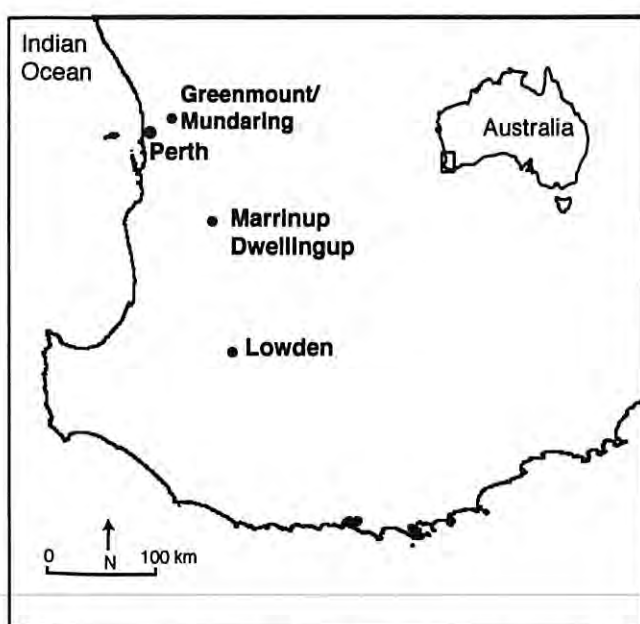 Indian
Ocean
Greenmount/
Mundaring
Perth
Australia
Marrinup
Dwellingup
Lowden
0
N
100 km